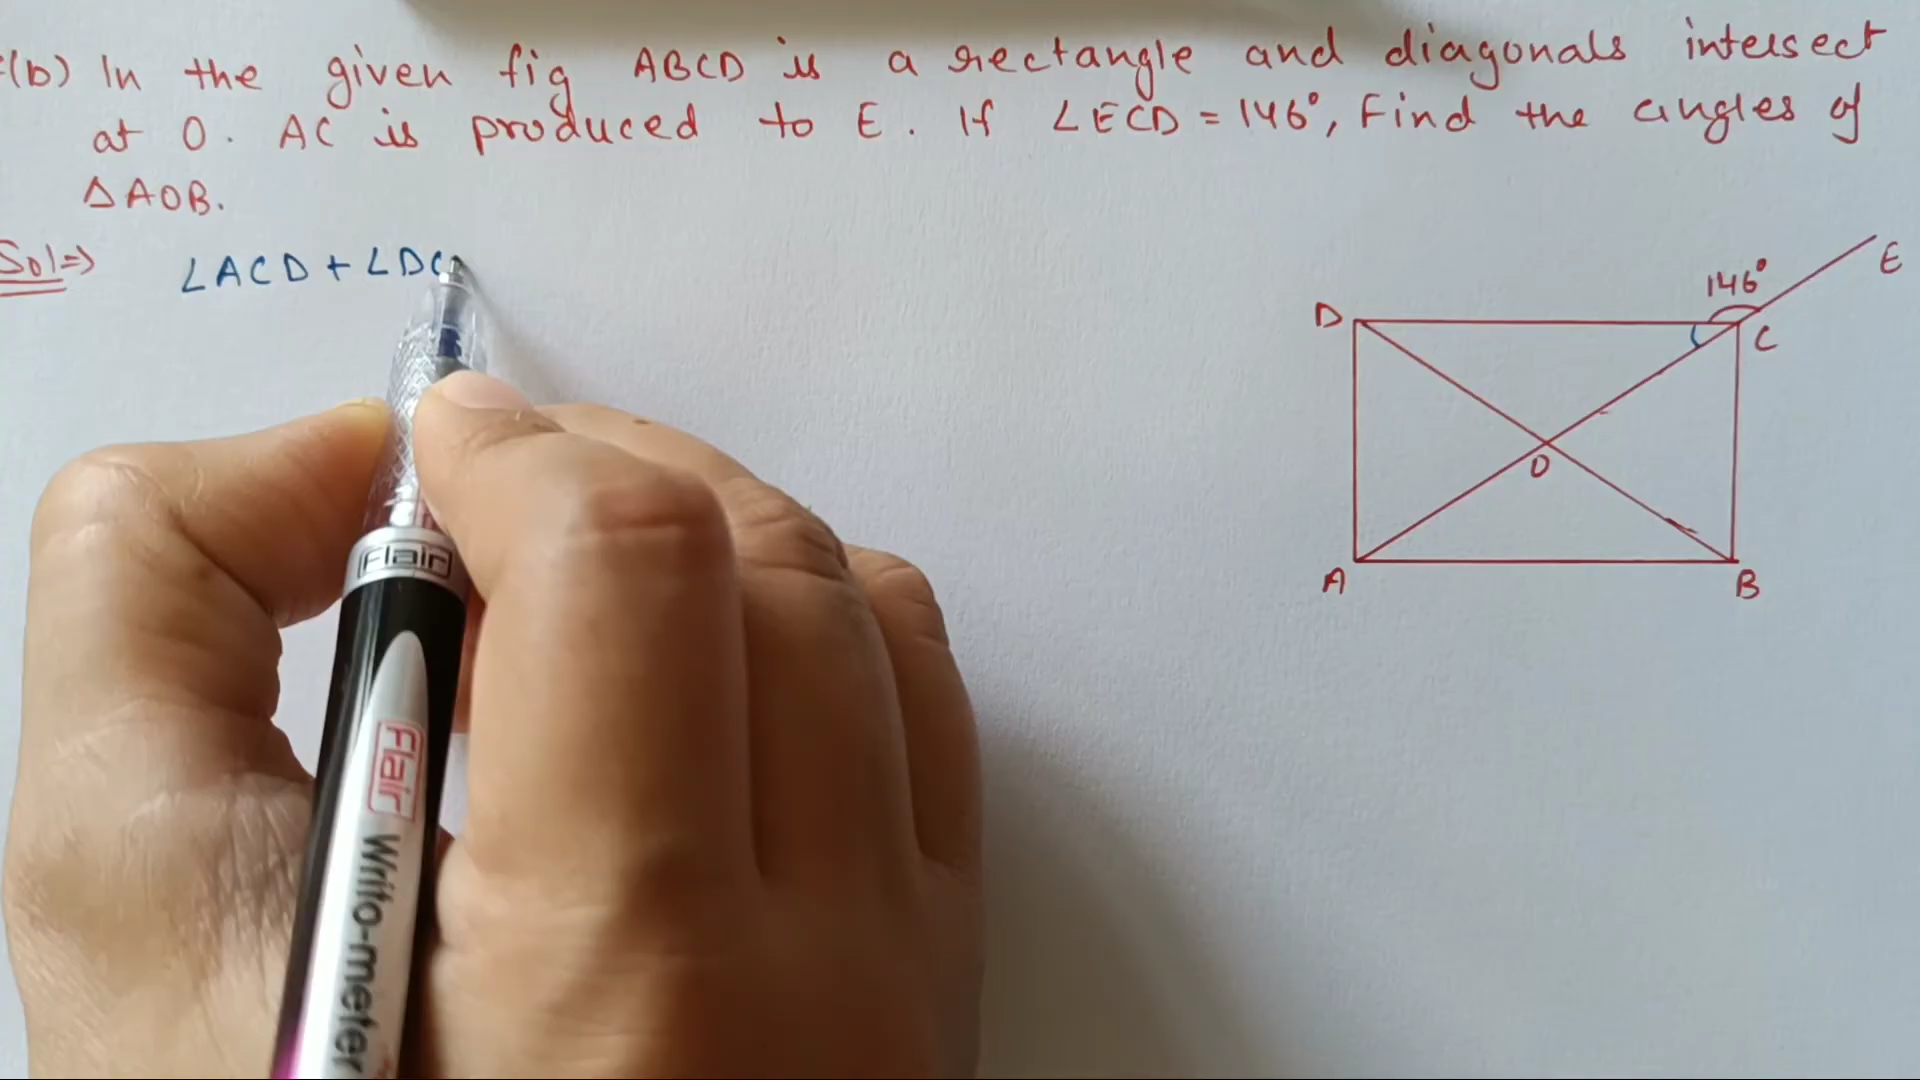 (b) In the given fig ABCD is a rectangle and diagonals intersect
at O. AC is produced to E. If ∠ECD = 146°, Find the angles of
ΔAOB.
Sol⇒ ∠ACD + ∠DC
146°
E
D
C
O
A
B
Flair
Flair
Writo-meter